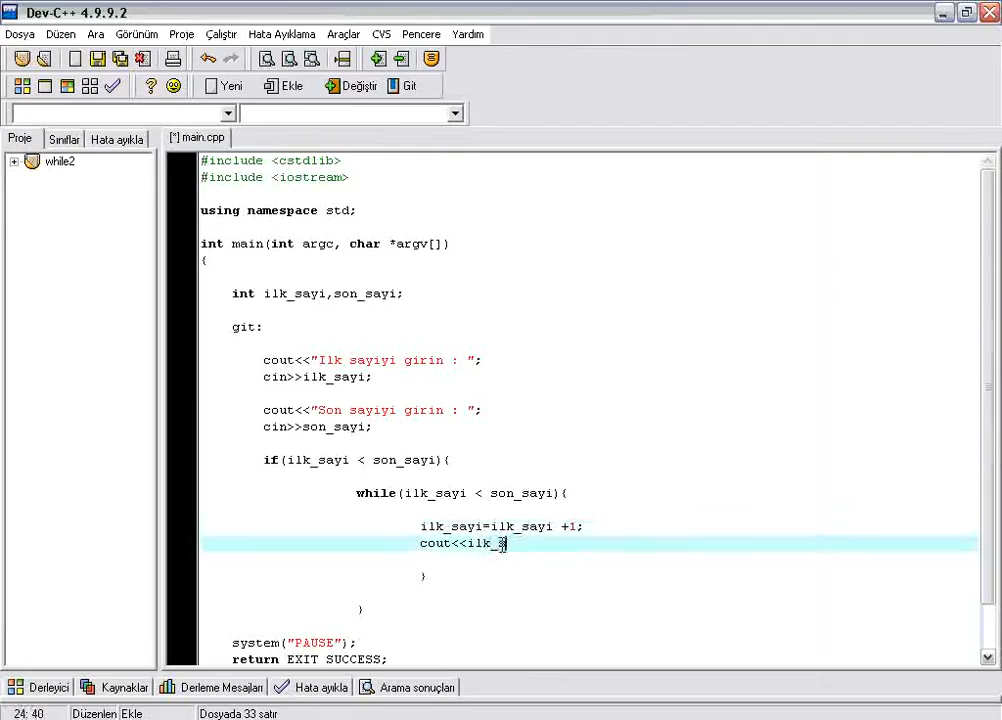 Dev-C++ 4.9.9.2
Dosya Düzen Ara Görünüm Proje Çalıştır Hata Ayıklama Araçlar CVS Pencere Yardım
Yeni Ekle Değiştir Git
Proje Sınıflar Hata ayıkla [*] main.cpp
while2
#include <cstdlib>
#include <iostream>
using namespace std;
int main(int argc, char *argv[])
{
int ilk_sayi,son_sayi;
git:
cout<<"Ilk sayiyi girin : ";
cin>>ilk_sayi;
cout<<"Son sayiyi girin : ";
cin>>son_sayi;
if(ilk_sayi < son_sayi){
while(ilk_sayi < son_sayi){
ilk_sayi=ilk_sayi +1;
cout<<ilk_s
}
}
system("PAUSE");
return EXIT_SUCCESS;
Derleyici Kaynaklar Derleme Mesajları Hata ayıkla Arama sonuçları
24: 40 Düzenlen Ekle Dosyada 33 satır